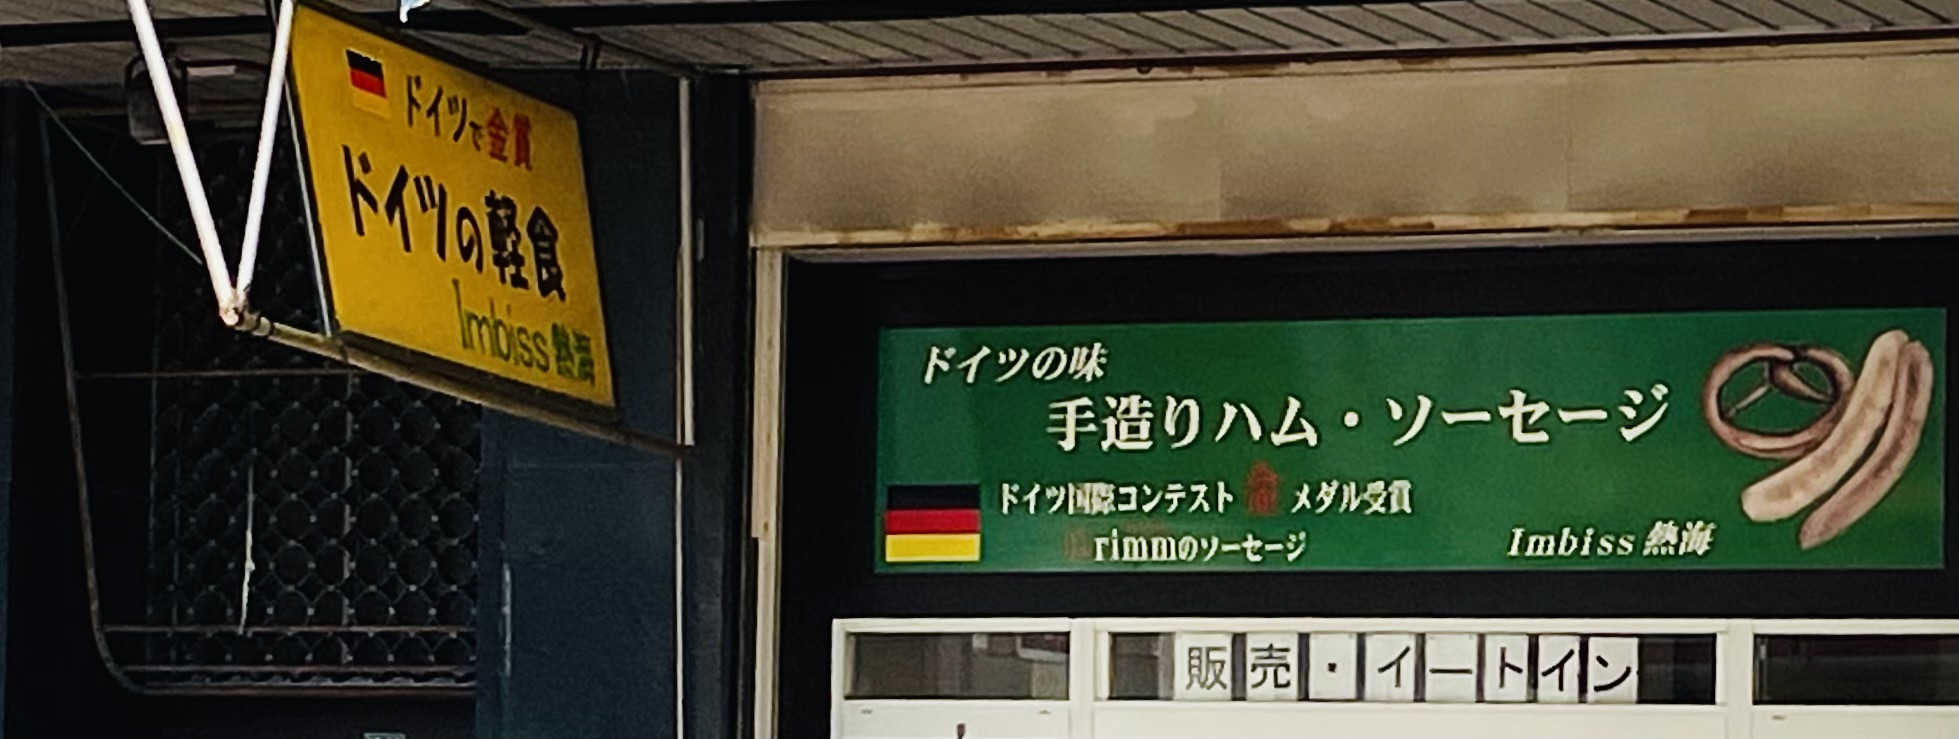 ドイツで金賞
ドイツの軽食
Imbiss 熱海
ドイツの味
手造りハム・ソーセージ
ドイツ国際コンテスト 金 メダル受賞
rimmのソーセージ
Imbiss 熱海
販売・イートイン